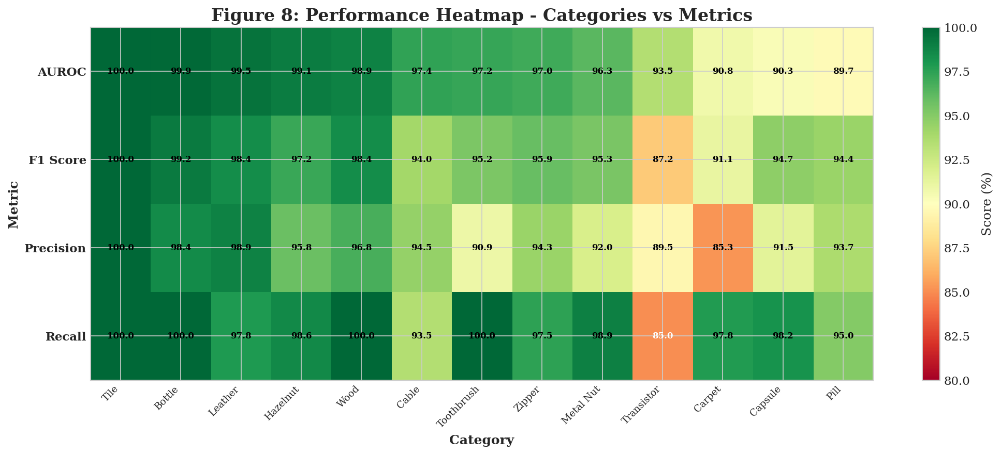 Figure 8: Performance Heatmap - Categories vs Metrics
Metric
AUROC 100.0 99.9 99.5 99.1 98.9 97.4 97.2 97.0 96.3 93.5 90.8 90.3 89.7
F1 Score 100.0 99.2 98.4 97.2 98.4 94.0 95.2 95.9 95.3 87.2 91.1 94.7 94.4
Precision 100.0 98.4 98.9 95.8 96.8 94.5 90.9 94.3 92.0 89.5 85.3 91.5 93.7
Recall 100.0 100.0 97.8 98.6 100.0 93.5 100.0 97.5 98.9 85.0 97.8 98.2 95.0
Tile Bottle Leather Hazelnut Wood Cable Toothbrush Zipper Metal Nut Transistor Carpet Capsule Pill
Category
100.0
97.5
95.0
92.5
90.0
87.5
85.0
82.5
80.0
Score (%)